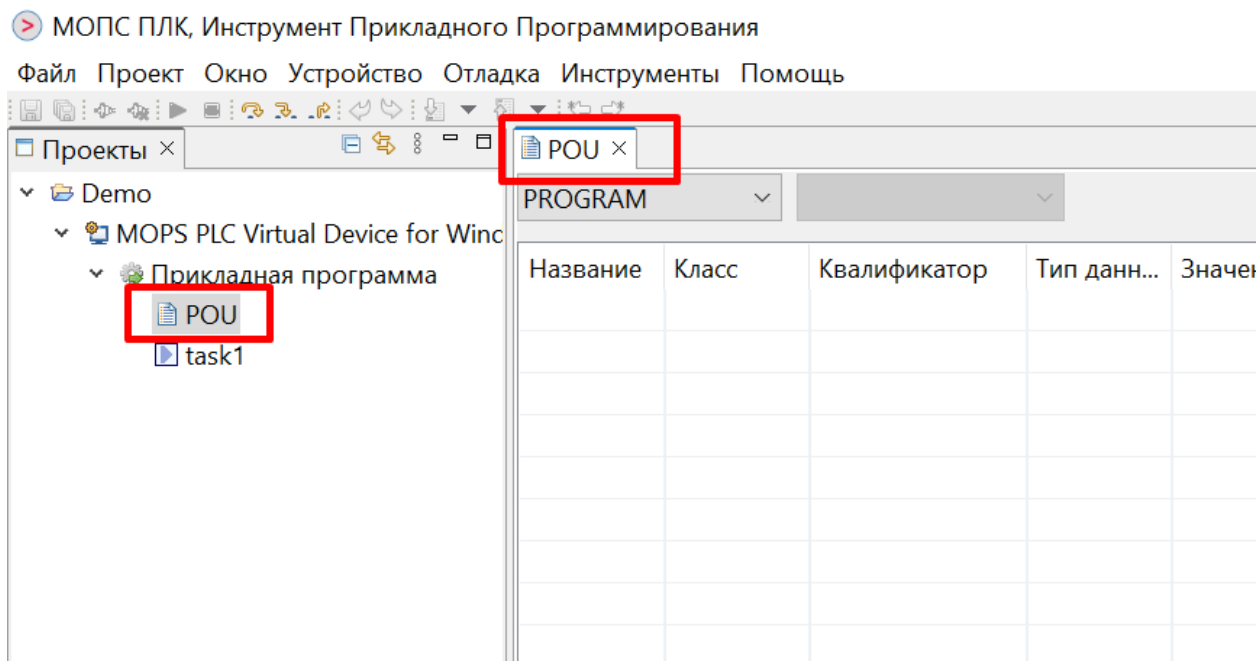 МОПС ПЛК, Инструмент Прикладного Программирования
Файл Проект Окно Устройство Отладка Инструменты Помощь
Проекты
POU
Demo
PROGRAM
MOPS PLC Virtual Device for Winc
Прикладная программа
Название Класс Квалификатор Тип данн... Значен
POU
task1